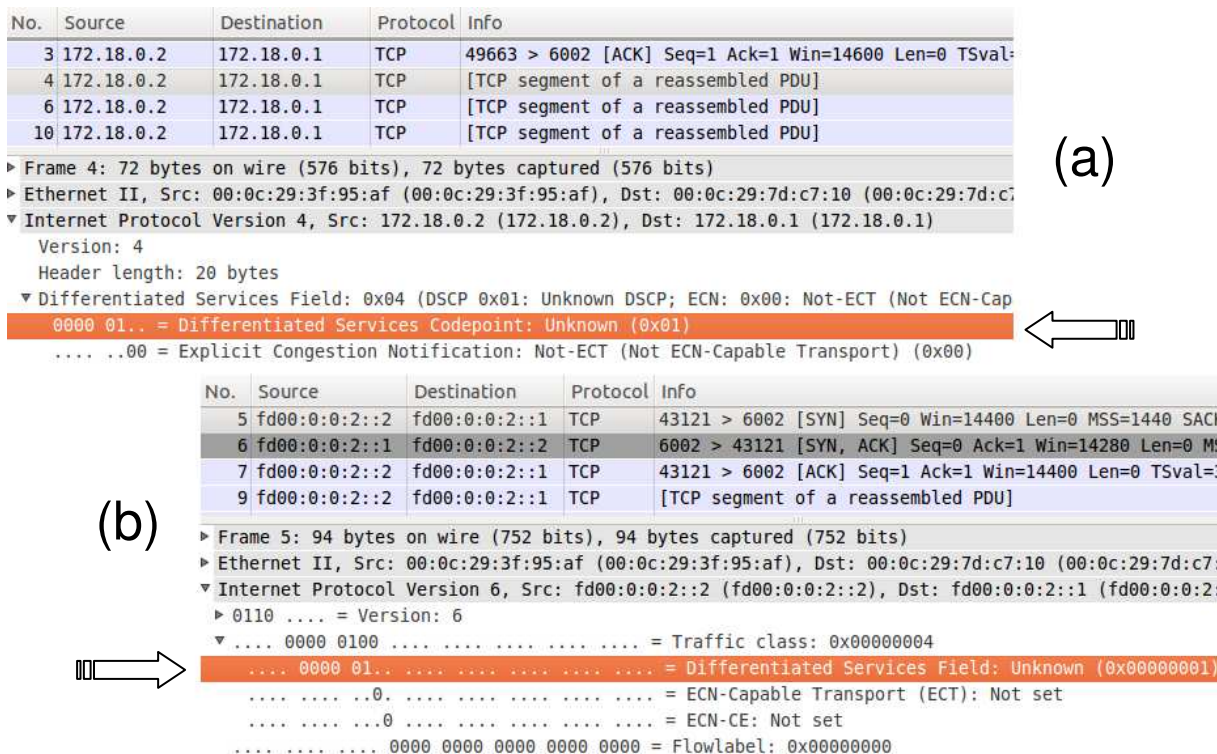 No. Source Destination Protocol Info
3 172.18.0.2 172.18.0.1 TCP 49663 > 6002 [ACK] Seq=1 Ack=1 Win=14600 Len=0 TSval=
4 172.18.0.2 172.18.0.1 TCP [TCP segment of a reassembled PDU]
6 172.18.0.2 172.18.0.1 TCP [TCP segment of a reassembled PDU]
10 172.18.0.2 172.18.0.1 TCP [TCP segment of a reassembled PDU]
(a)
Frame 4: 72 bytes on wire (576 bits), 72 bytes captured (576 bits)
Ethernet II, Src: 00:0c:29:3f:95:af (00:0c:29:3f:95:af), Dst: 00:0c:29:7d:c7:10 (00:0c:29:7d:c7
Internet Protocol Version 4, Src: 172.18.0.2 (172.18.0.2), Dst: 172.18.0.1 (172.18.0.1)
Version: 4
Header length: 20 bytes
Differentiated Services Field: 0x04 (DSCP 0x01: Unknown DSCP; ECN: 0x00: Not-ECT (Not ECN-Cap
0000 01.. = Differentiated Services Codepoint: Unknown (0x01)
.... ..00 = Explicit Congestion Notification: Not-ECT (Not ECN-Capable Transport) (0x00)
No. Source Destination Protocol Info
5 fd00:0:0:2::2 fd00:0:0:2::1 TCP 43121 > 6002 [SYN] Seq=0 Win=14400 Len=0 MSS=1440 SACK
6 fd00:0:0:2::1 fd00:0:0:2::2 TCP 6002 > 43121 [SYN, ACK] Seq=0 Ack=1 Win=14280 Len=0 MS
7 fd00:0:0:2::2 fd00:0:0:2::1 TCP 43121 > 6002 [ACK] Seq=1 Ack=1 Win=14400 Len=0 TSval=
9 fd00:0:0:2::2 fd00:0:0:2::1 TCP [TCP segment of a reassembled PDU]
(b)
Frame 5: 94 bytes on wire (752 bits), 94 bytes captured (752 bits)
Ethernet II, Src: 00:0c:29:3f:95:af (00:0c:29:3f:95:af), Dst: 00:0c:29:7d:c7:10 (00:0c:29:7d:c7:
Internet Protocol Version 6, Src: fd00:0:0:2::2 (fd00:0:0:2::2), Dst: fd00:0:0:2::1 (fd00:0:0:2:
0110 .... = Version: 6
.... 0000 0100 .... .... .... .... .... = Traffic class: 0x00000004
.... 0000 01.. .... .... .... .... .... = Differentiated Services Field: Unknown (0x00000001)
.... .... ..0. .... .... .... .... .... = ECN-Capable Transport (ECT): Not set
.... .... ...0 .... .... .... .... .... = ECN-CE: Not set
.... .... .... 0000 0000 0000 0000 0000 = Flowlabel: 0x00000000